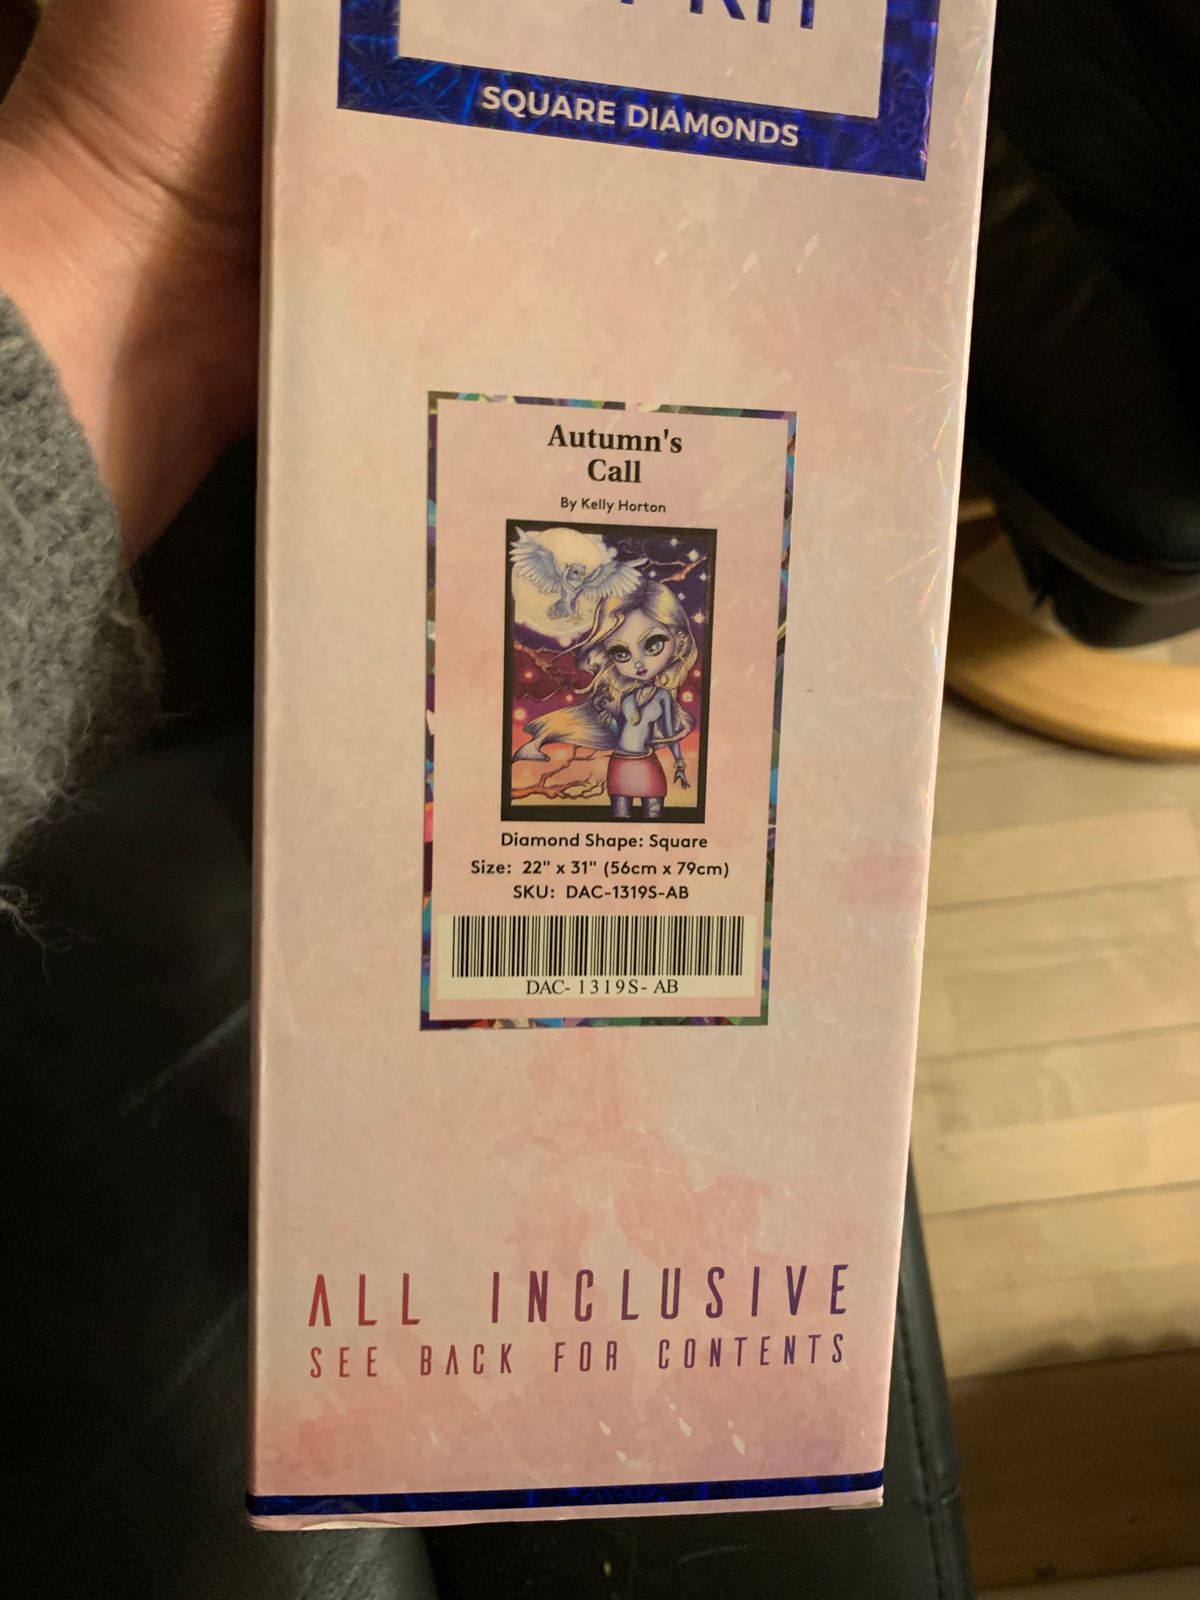 KIT
SQUARE DIAMONDS
Autumn's
Call
By Kelly Horton
Diamond Shape: Square
Size: 22" x 31" (56cm x 79cm)
SKU: DAC-1319S-AB
DAC- 1319S- AB
ALL INCLUSIVE
SEE BACK FOR CONTENTS